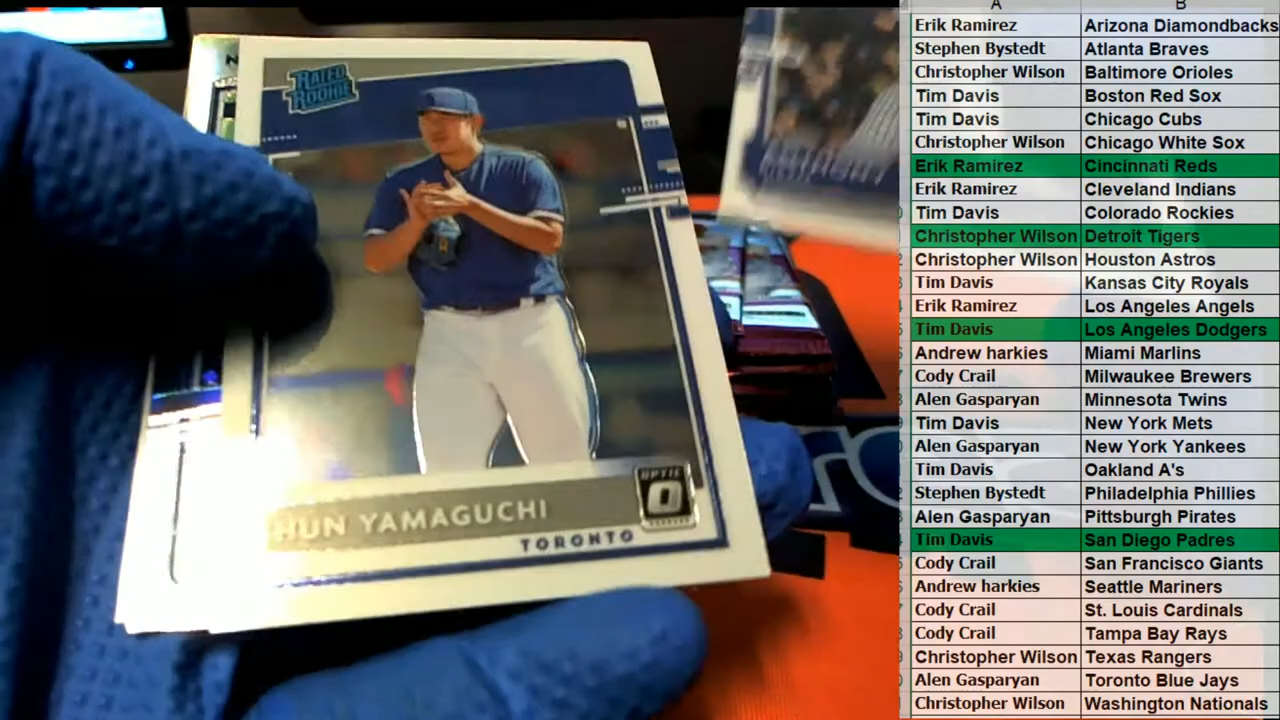 RATED
ROOKIE
HUN YAMAGUCHI
TORONTO
OPTIC
A B
Erik Ramirez Arizona Diamondbacks
Stephen Bystedt Atlanta Braves
Christopher Wilson Baltimore Orioles
Tim Davis Boston Red Sox
Tim Davis Chicago Cubs
Christopher Wilson Chicago White Sox
Erik Ramirez Cincinnati Reds
Erik Ramirez Cleveland Indians
Tim Davis Colorado Rockies
Christopher Wilson Detroit Tigers
Christopher Wilson Houston Astros
Tim Davis Kansas City Royals
Erik Ramirez Los Angeles Angels
Tim Davis Los Angeles Dodgers
Andrew harkies Miami Marlins
Cody Crail Milwaukee Brewers
Alen Gasparyan Minnesota Twins
Tim Davis New York Mets
Alen Gasparyan New York Yankees
Tim Davis Oakland A's
Stephen Bystedt Philadelphia Phillies
Alen Gasparyan Pittsburgh Pirates
Tim Davis San Diego Padres
Cody Crail San Francisco Giants
Andrew harkies Seattle Mariners
Cody Crail St. Louis Cardinals
Cody Crail Tampa Bay Rays
Christopher Wilson Texas Rangers
Alen Gasparyan Toronto Blue Jays
Christopher Wilson Washington Nationals